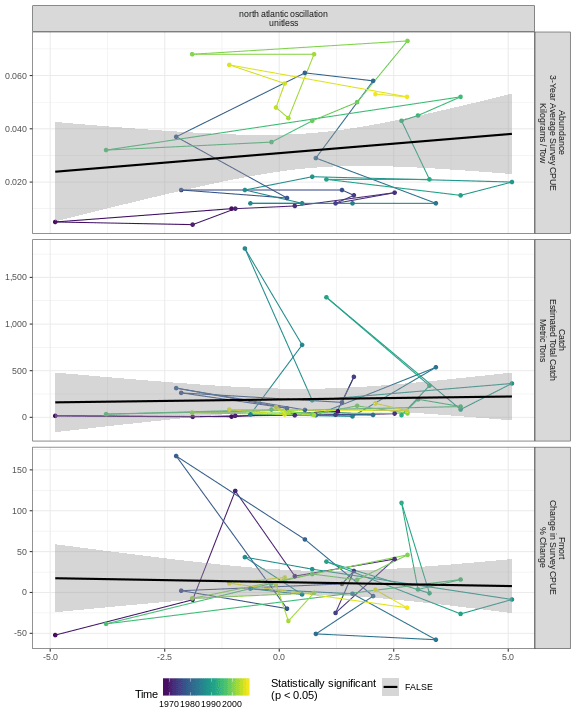 north atlantic oscillation
unitless
0.060
0.040
0.020
Abundance
3-Year Average Survey CPUE
Kilograms / Tow
1,500
1,000
500
0
Catch
Estimated Total Catch
Metric Tons
150
100
50
0
-50
Fmort
Change in Survey CPUE
% Change
-5.0
-2.5
0.0
2.5
5.0
Time
1970 1980 1990 2000
Statistically significant
(p < 0.05)
FALSE